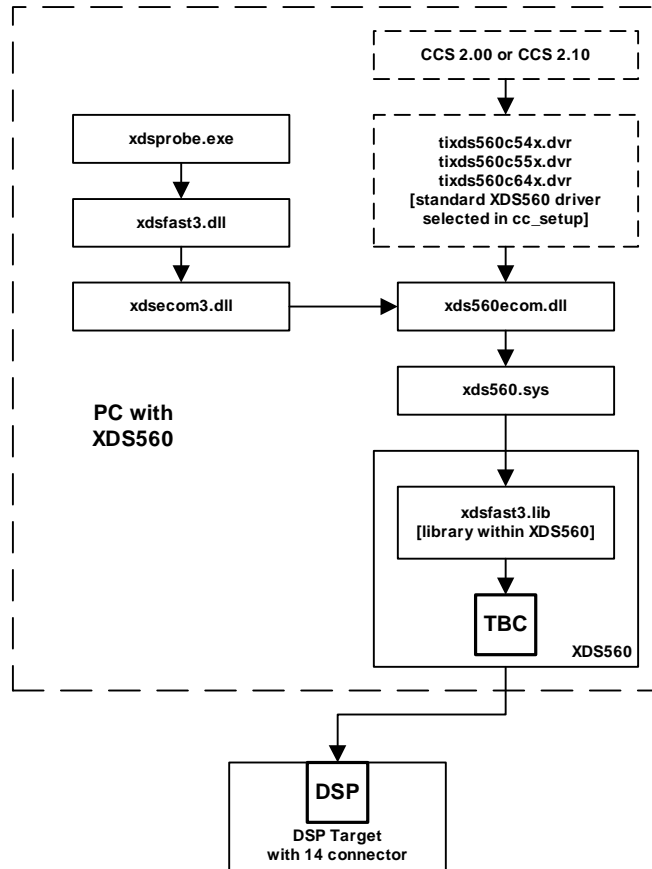 CCS 2.00 or CCS 2.10
xdsprobe.exe
tixds560c54x.dvr
tixds560c55x.dvr
tixds560c64x.dvr
[standard XDS560 driver
selected in cc_setup]
xdsfast3.dll
xdsecom3.dll
xds560ecom.dll
xds560.sys
PC with
XDS560
xdsfast3.lib
[library within XDS560]
TBC
XDS560
DSP
DSP Target
with 14 connector